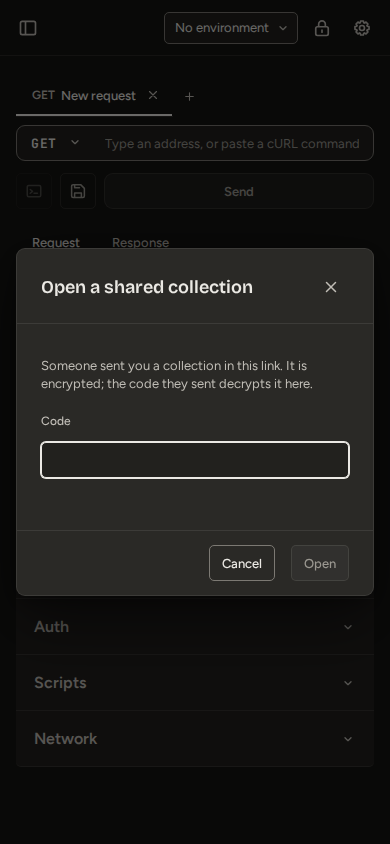 No environment
GET New request
GET Type an address, or paste a cURL command
Send
Request Response
Open a shared collection
Someone sent you a collection in this link. It is
encrypted; the code they sent decrypts it here.
Code
Cancel Open
Auth
Scripts
Network